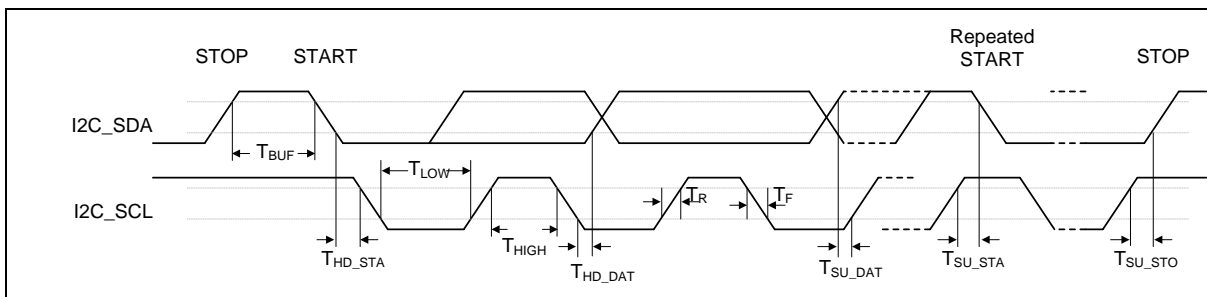 Repeated
STOP START START STOP
I2C_SDA
TBUF
TLOW
I2C_SCL
TR TF
THD_STA THIGH THD_DAT TSU_DAT TSU_STA TSU_STO